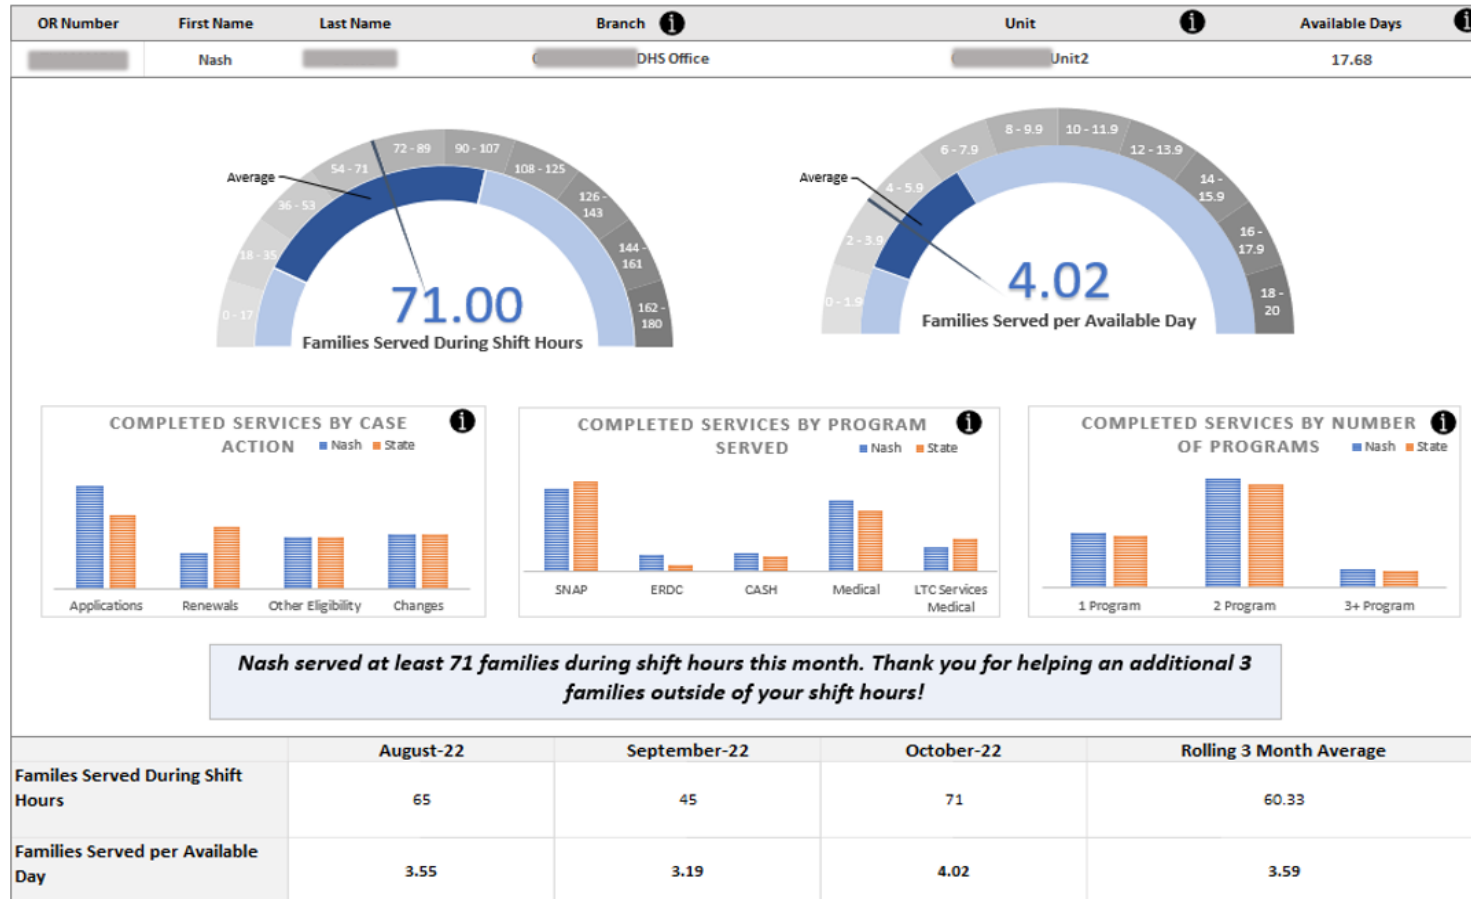 OR Number First Name Last Name Branch i Unit i Available Days i
Nash DHS Office Unit2 17.68
0 - 17
18 - 35
36 - 53
54 - 71
72 - 89
90 - 107
108 - 125
126 -
143
144 -
161
162 -
180
Average
71.00
Families Served During Shift Hours
0 - 1.9
2 - 3.9
4 - 5.9
6 - 7.9
8 - 9.9
10 - 11.9
12 - 13.9
14 -
15.9
16 -
17.9
18 -
20
Average
4.02
Families Served per Available Day
COMPLETED SERVICES BY CASE
ACTION
i
Nash State
Applications Renewals Other Eligibility Changes
COMPLETED SERVICES BY PROGRAM
SERVED
i
Nash State
SNAP ERDC CASH Medical LTC Services
Medical
COMPLETED SERVICES BY NUMBER
OF PROGRAMS
i
Nash State
1 Program 2 Program 3+ Program
Nash served at least 71 families during shift hours this month. Thank you for helping an additional 3
families outside of your shift hours!
August-22 September-22 October-22 Rolling 3 Month Average
Familes Served During Shift
Hours 65 45 71 60.33
Families Served per Available
Day 3.55 3.19 4.02 3.59